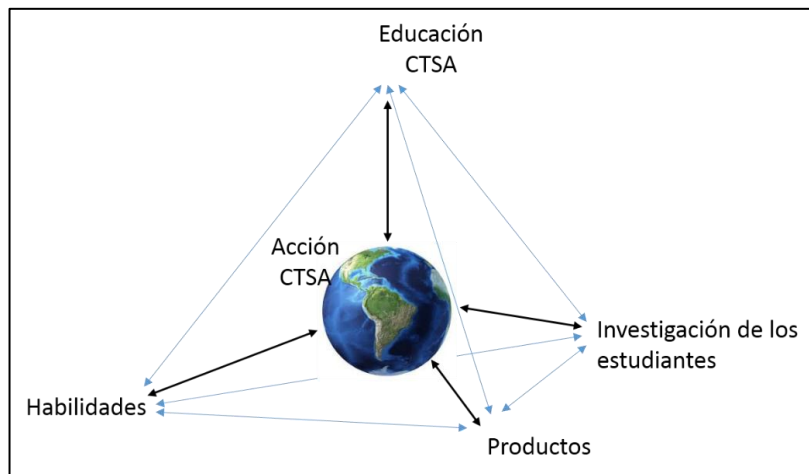 Educación
CTSA
Acción
CTSA
Investigación de los
estudiantes
Habilidades
Productos